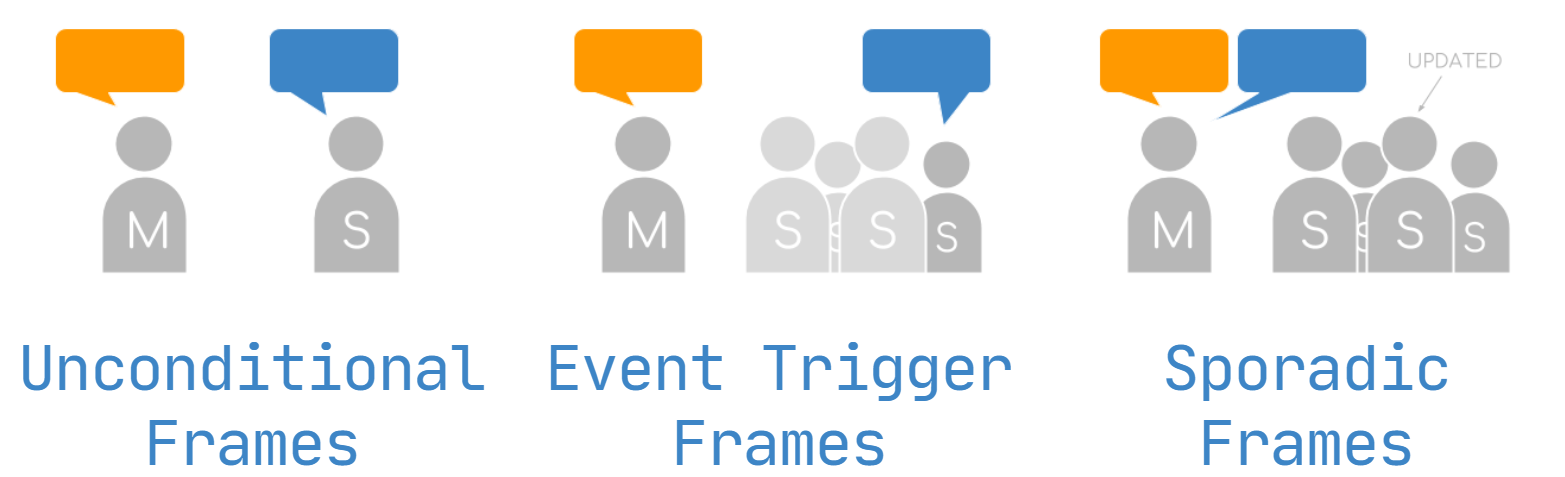 UPDATED
M
S
M
S
S
S
S
M
S
S
S
S
Unconditional
Frames
Event Trigger
Frames
Sporadic
Frames